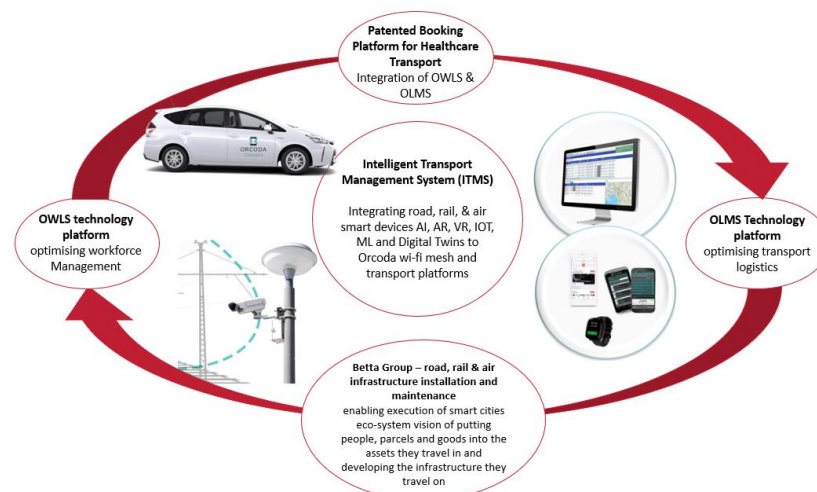 Patented Booking
Platform for Healthcare
Transport
Integration of OWLS &
OLMS
ORCODA
Intelligent Transport
Management System (ITMS)
Integrating road, rail, & air
smart devices AI, AR, VR, IOT,
ML and Digital Twins to
Orcoda wi-fi mesh and
transport platforms
OWLS technology
platform
optimising workforce
Management
OLMS Technology
platform
optimising transport
logistics
Betta Group – road, rail & air
infrastructure installation and
maintenance
enabling execution of smart cities
eco-system vision of putting
people, parcels and goods into the
assets they travel in and
developing the infrastructure they
travel on